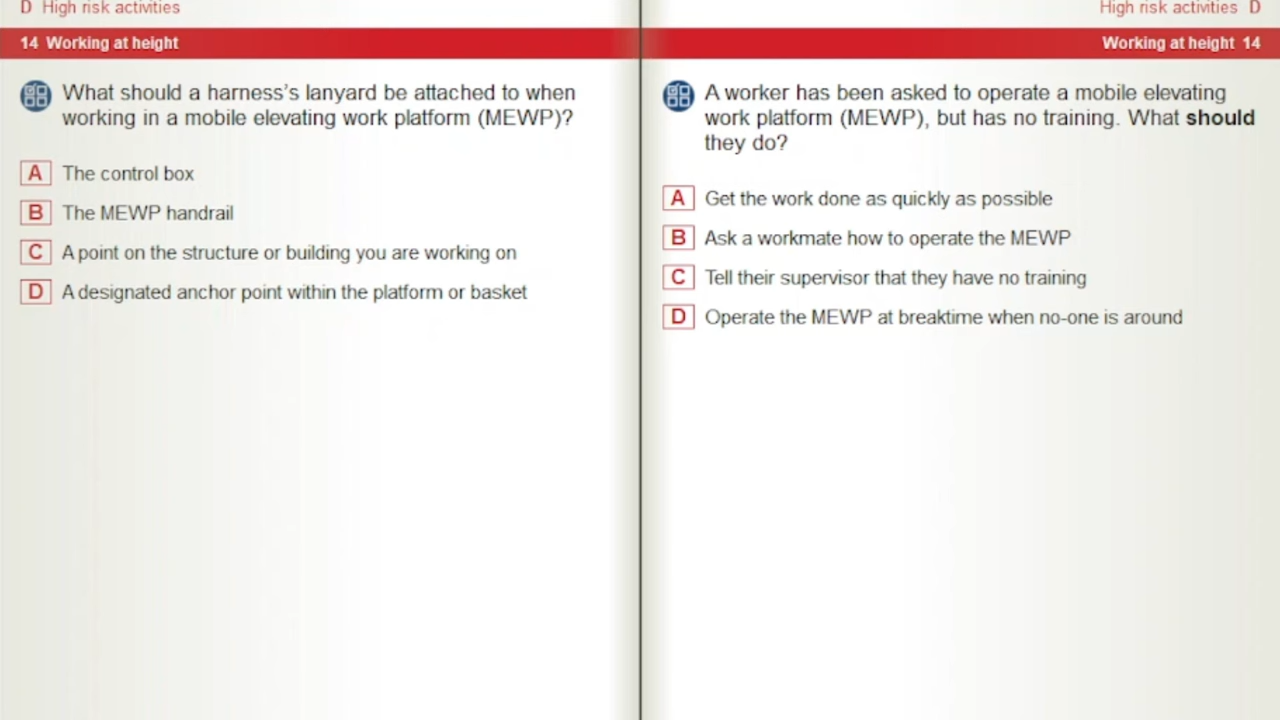 D High risk activities
14 Working at height
What should a harness's lanyard be attached to when
working in a mobile elevating work platform (MEWP)?
A The control box
B The MEWP handrail
C A point on the structure or building you are working on
D A designated anchor point within the platform or basket
High risk activities D
Working at height 14
A worker has been asked to operate a mobile elevating
work platform (MEWP), but has no training. What should
they do?
A Get the work done as quickly as possible
B Ask a workmate how to operate the MEWP
C Tell their supervisor that they have no training
D Operate the MEWP at breaktime when no-one is around